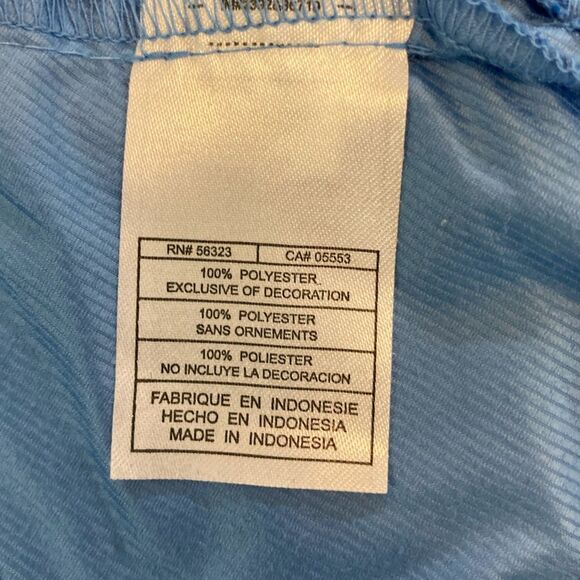 RN# 56323 CA# 05553
100% POLYESTER
EXCLUSIVE OF DECORATION
100% POLYESTER
SANS ORNEMENTS
100% POLIESTER
NO INCLUYE LA DECORACION
FABRIQUE EN INDONESIE
HECHO EN INDONESIA
MADE IN INDONESIA